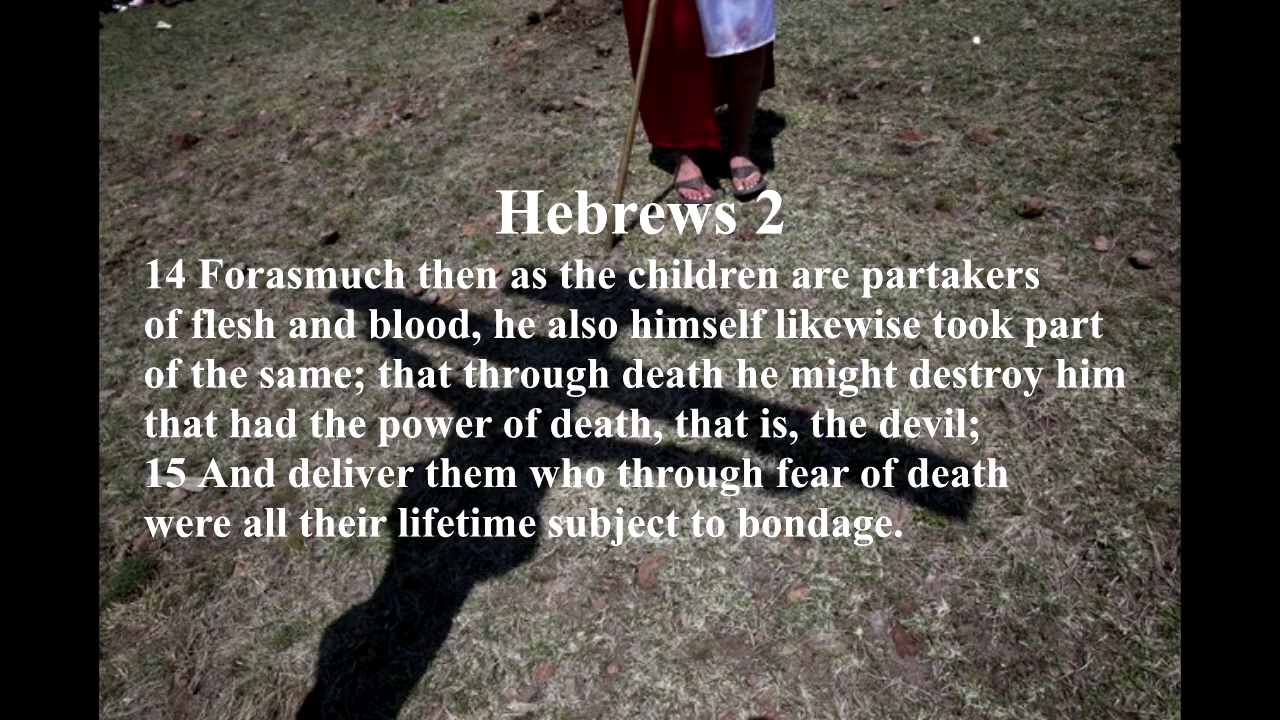 Hebrews 2
14 Forasmuch then as the children are partakers
of flesh and blood, he also himself likewise took part
of the same; that through death he might destroy him
that had the power of death, that is, the devil;
15 And deliver them who through fear of death
were all their lifetime subject to bondage.